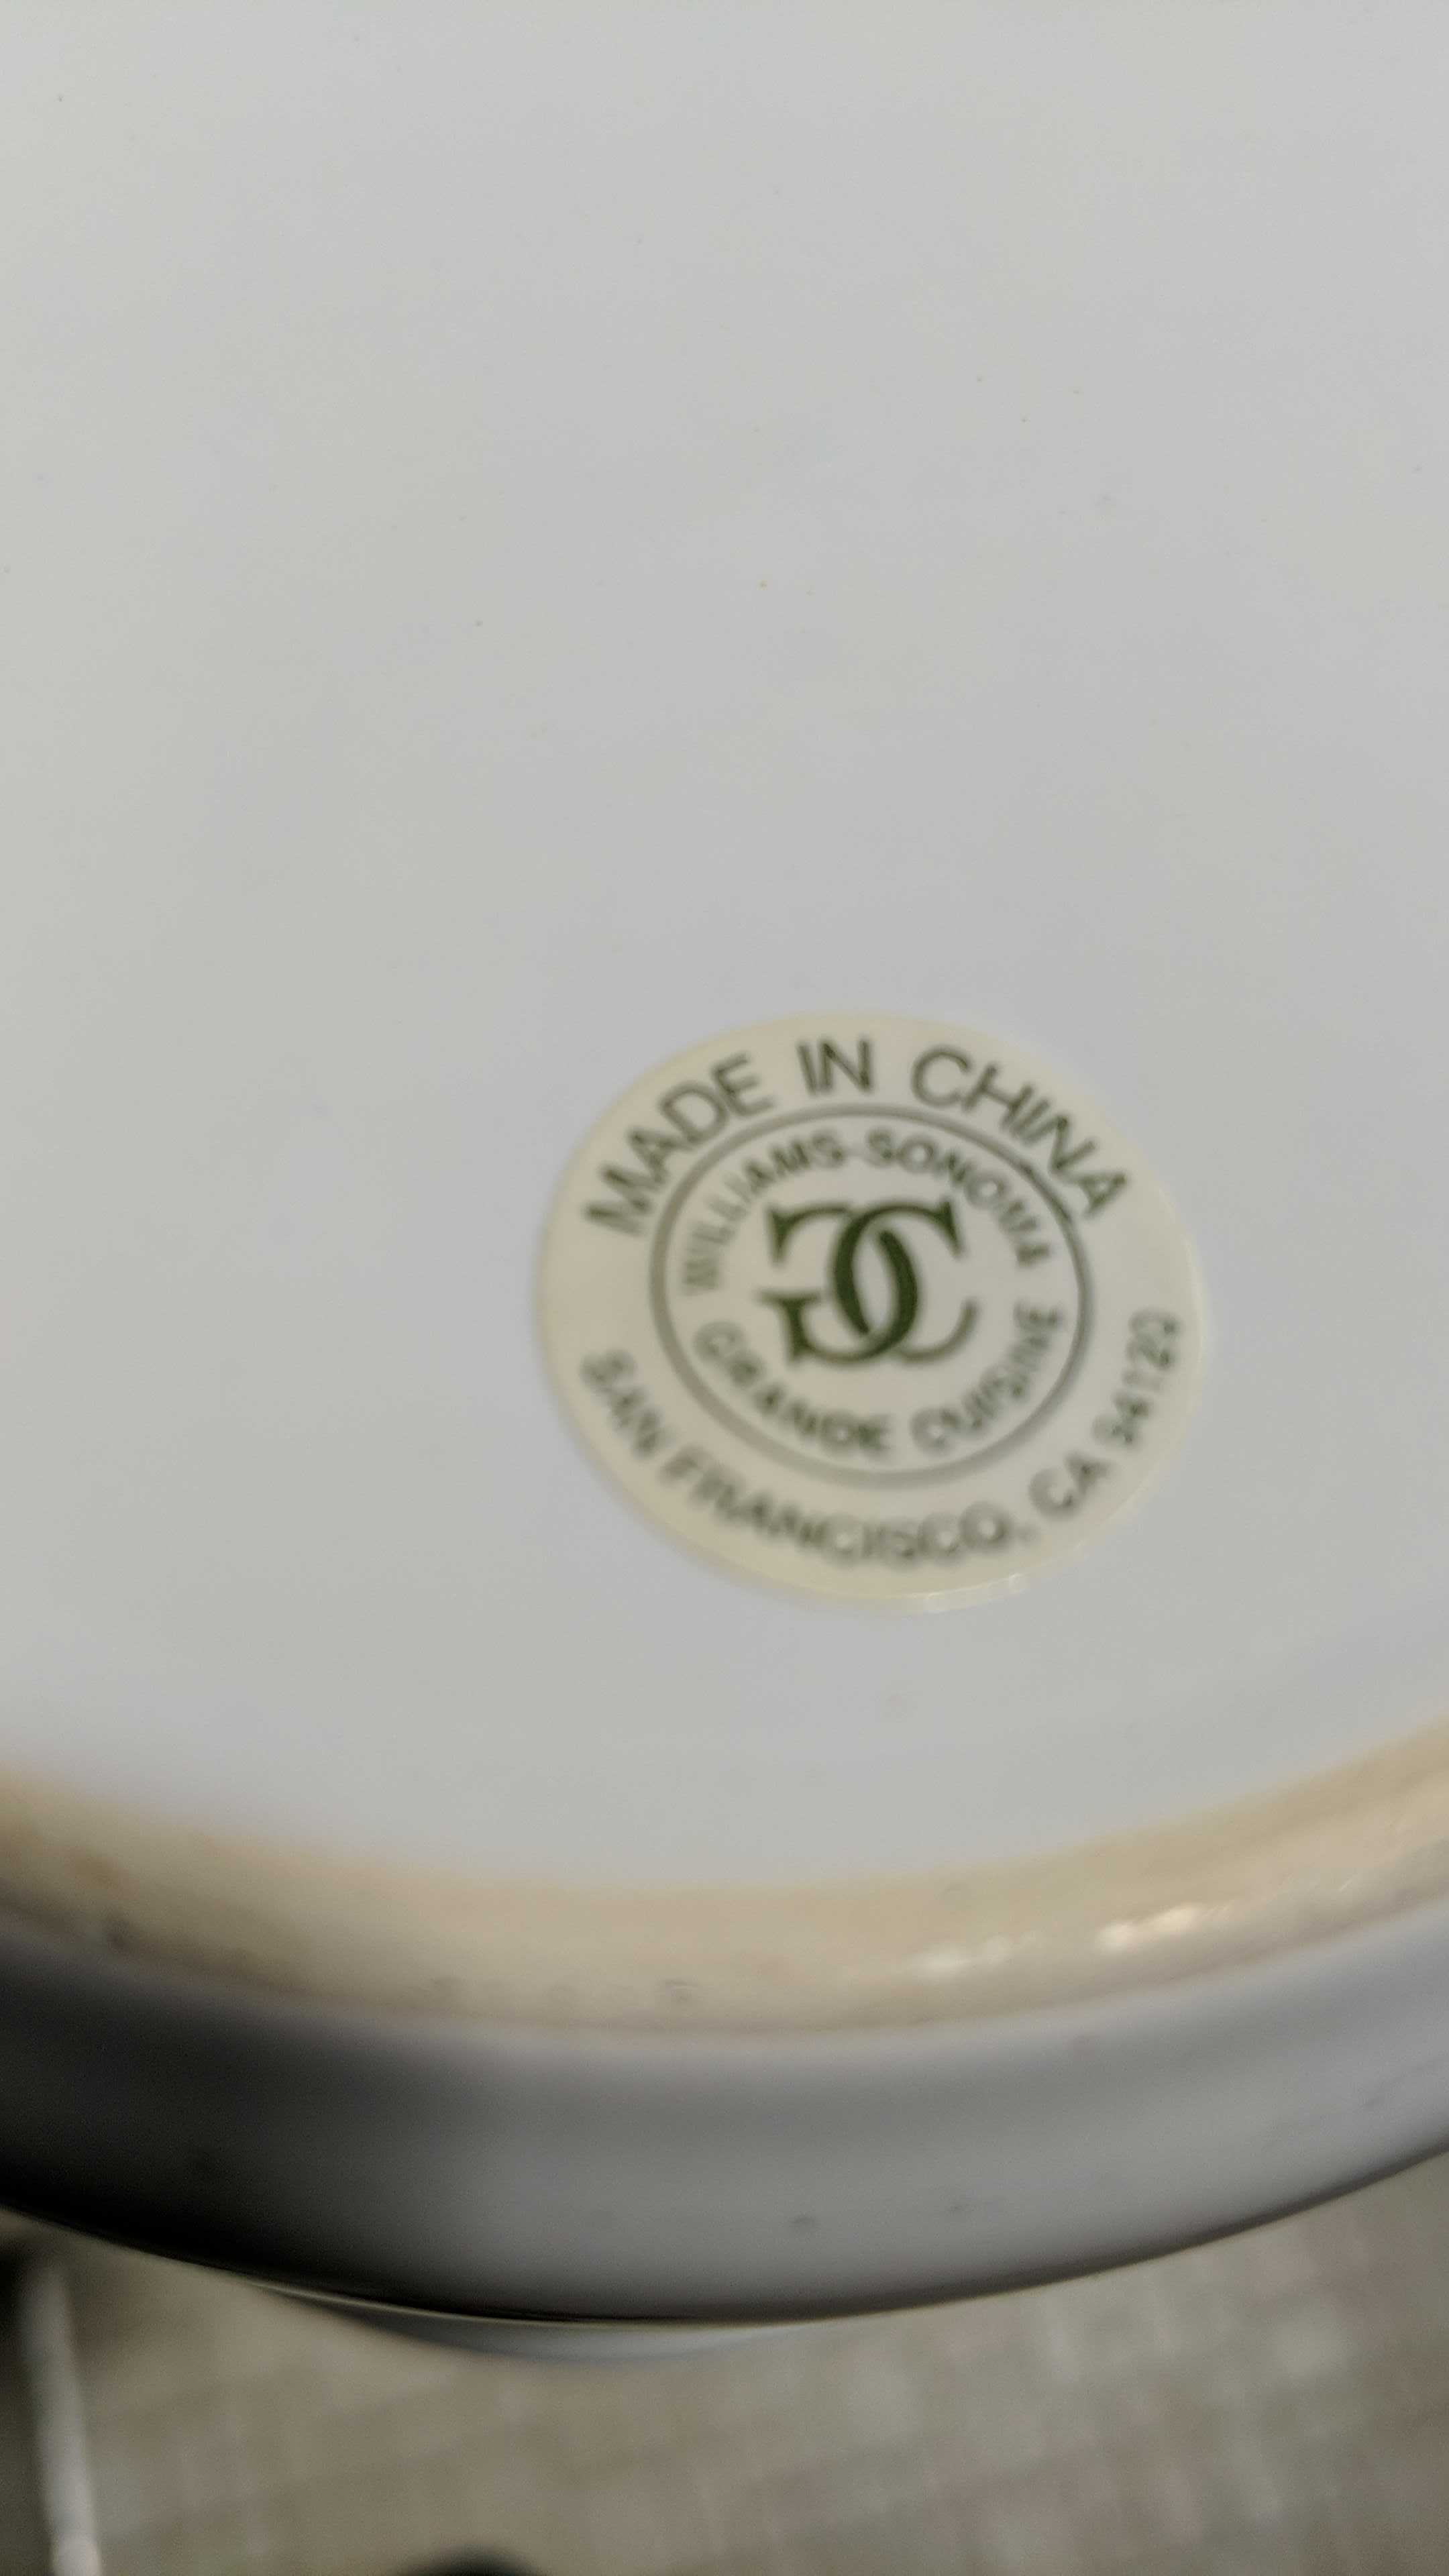 MADE IN CHINA
WILLIAMS-SONOMA
GC
GRANDE CUISINE
SAN FRANCISCO, CA 94120